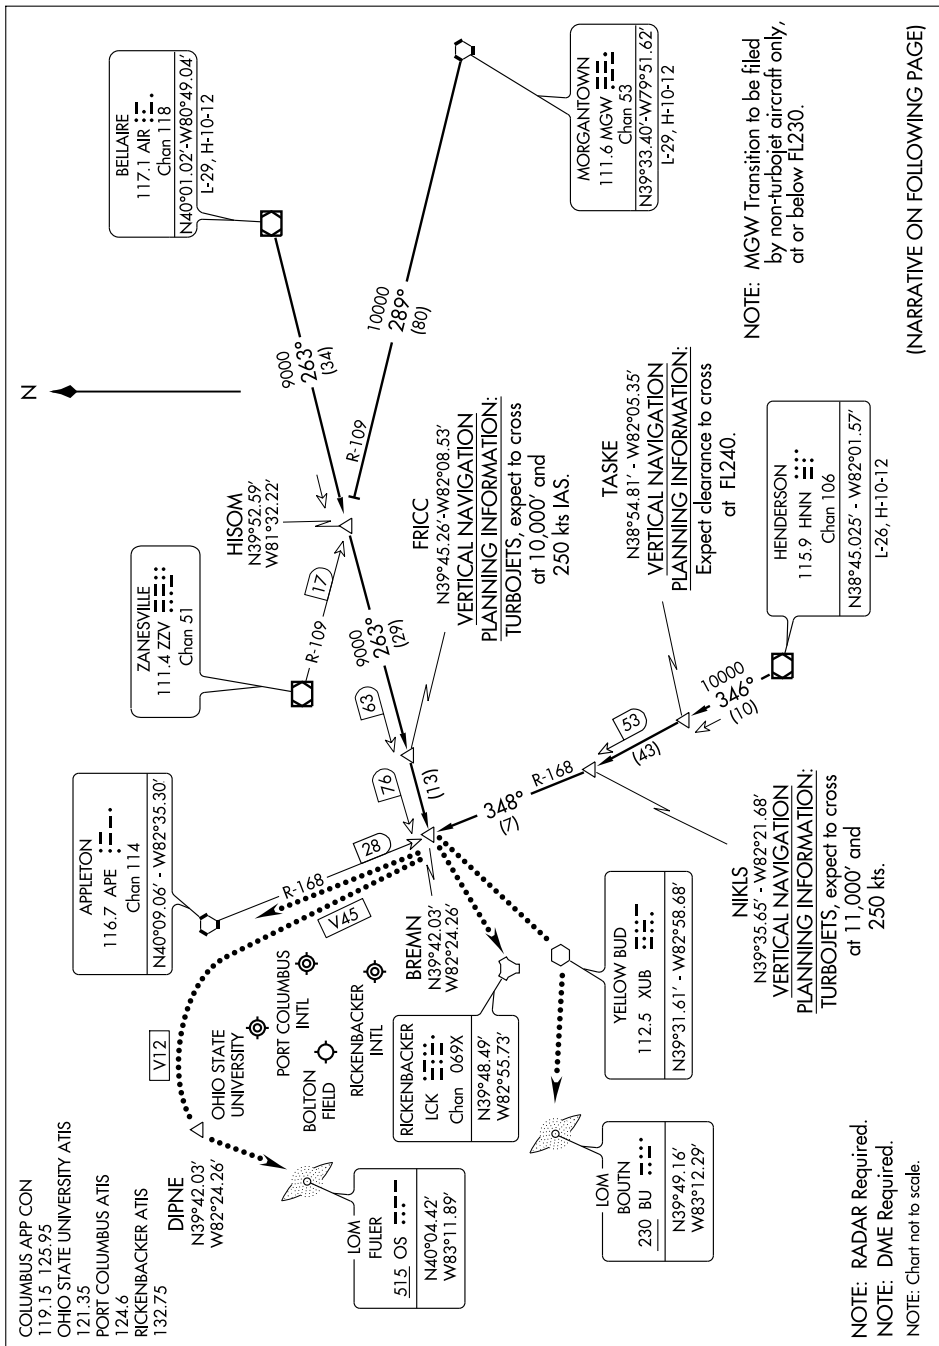 COLUMBUS APP CON
119.15 125.95
OHIO STATE UNIVERSITY ATIS
121.35
PORT COLUMBUS ATIS
124.6
RICKENBACKER ATIS
132.75
N
BELLAIRE
117.1 AIR
Chan 118
N40°01.02'-W80°49.04'
L-29, H-10-12
MORGANTOWN
111.6 MGW
Chan 53
N39°33.40'-W79°51.62'
L-29, H-10-12
9000
263°
(34)
10000
289°
(80)
R-109
HISOM
N39°52.59'
W81°32.22'
ZANESVILLE
111.4 ZZV
Chan 51
R-109
17
9000
263°
(29)
63
FRICC
N39°45.26'-W82°08.53'
VERTICAL NAVIGATION
PLANNING INFORMATION:
TURBOJETS, expect to cross
at 10,000' and
250 kts IAS.
76
(13)
APPLETON
116.7 APE
Chan 114
N40°09.06' - W82°35.30'
R-168
28
V45
V12
BREMN
N39°42.03'
W82°24.26'
348°
(7)
R-168
53
(43)
10000
346°
(10)
TASKE
N38°54.81' - W82°05.35'
VERTICAL NAVIGATION
PLANNING INFORMATION:
Expect clearance to cross
at FL240.
HENDERSON
115.9 HNN
Chan 106
N38°45.025' - W82°01.57'
L-26, H-10-12
NIKLS
N39°35.65' - W82°21.68'
VERTICAL NAVIGATION
PLANNING INFORMATION:
TURBOJETS, expect to cross
at 11,000' and
250 kts.
OHIO STATE
UNIVERSITY
PORT COLUMBUS
INTL
BOLTON
FIELD
RICKENBACKER
INTL
RICKENBACKER
LCK
Chan 069X
N39°48.49'
W82°55.73'
YELLOW BUD
112.5 XUB
N39°31.61' - W82°58.68'
DIPNE
N39°42.03'
W82°24.26'
LOM
FULER
515 OS
N40°04.42'
W83°11.89'
LOM
BOUTN
230 BU
N39°49.16'
W83°12.29'
NOTE: MGW Transition to be filed
by non-turbojet aircraft only,
at or below FL230.
NOTE: RADAR Required.
NOTE: DME Required.
NOTE: Chart not to scale.
(NARRATIVE ON FOLLOWING PAGE)